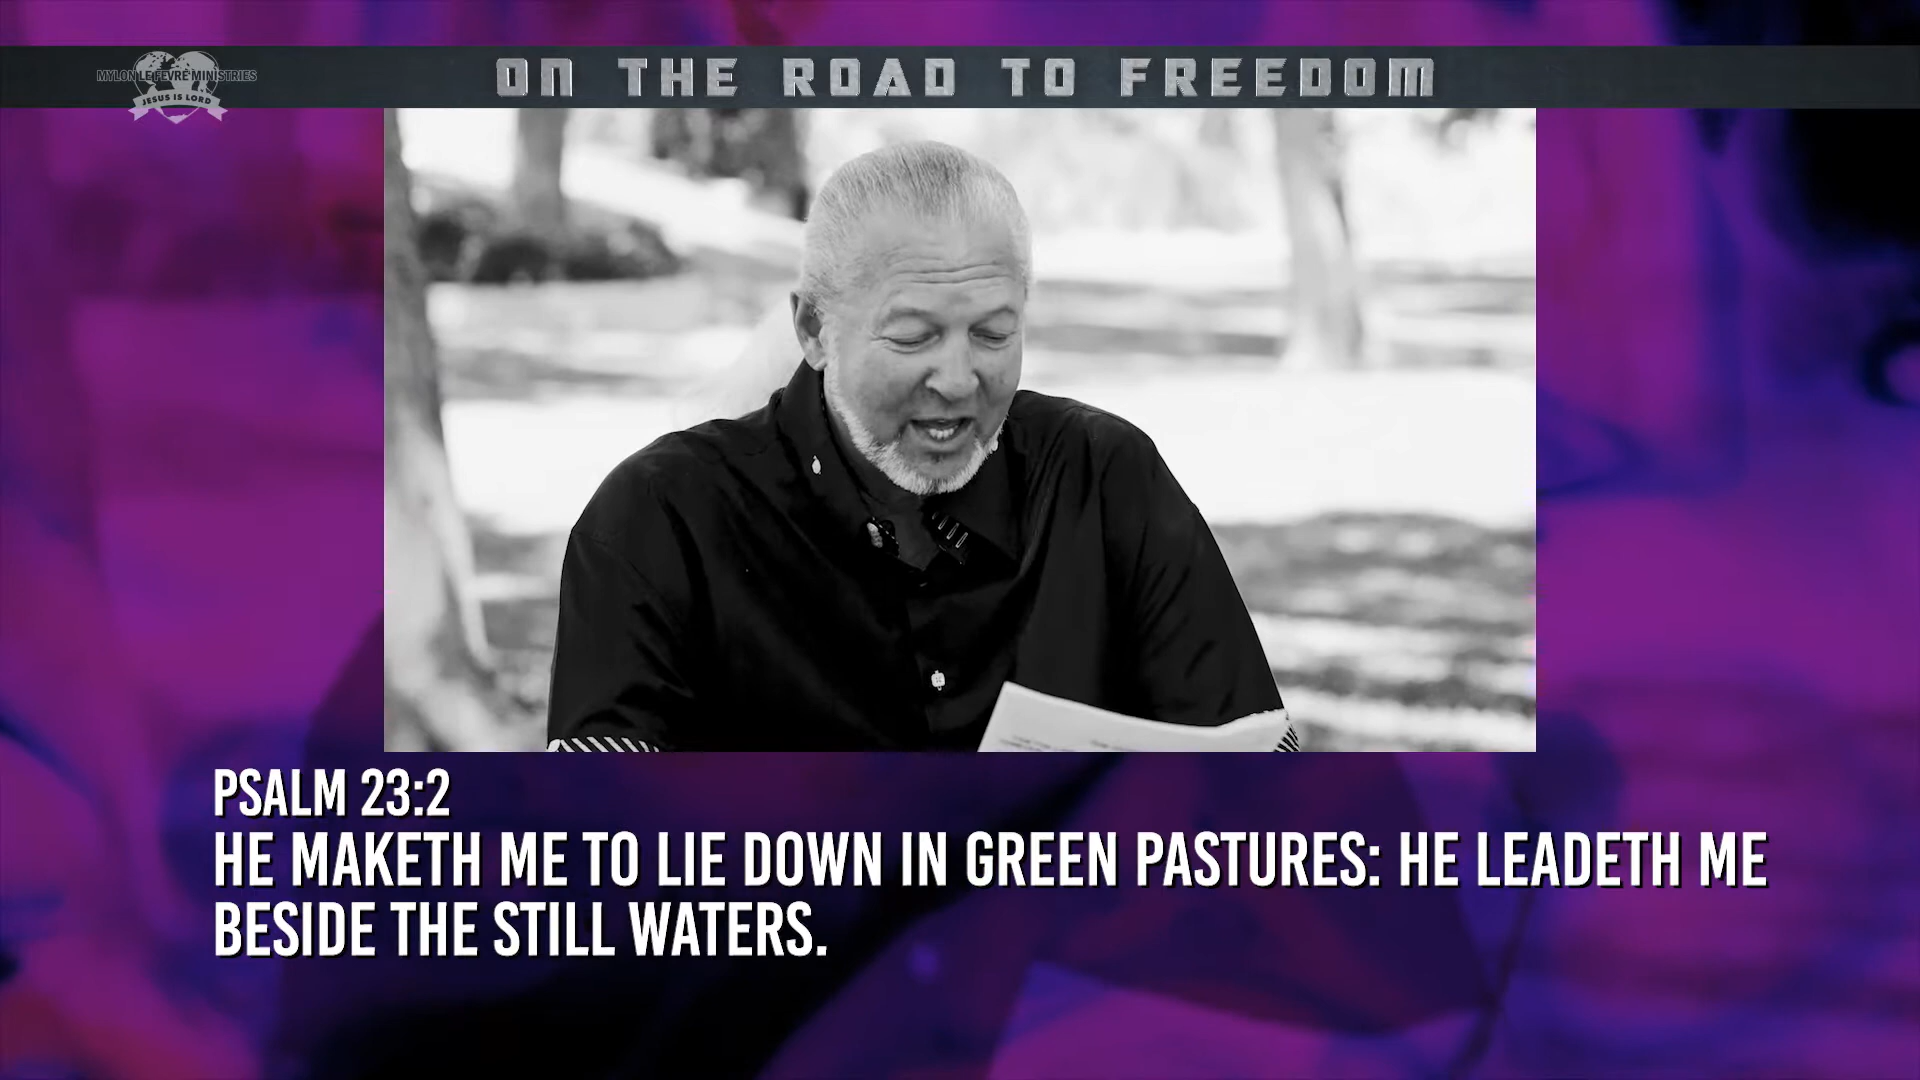 MYLON LE FEVRE MINISTRIES
JESUS IS LORD
ON THE ROAD TO FREEDOM
PSALM 23:2
HE MAKETH ME TO LIE DOWN IN GREEN PASTURES: HE LEADETH ME
BESIDE THE STILL WATERS.